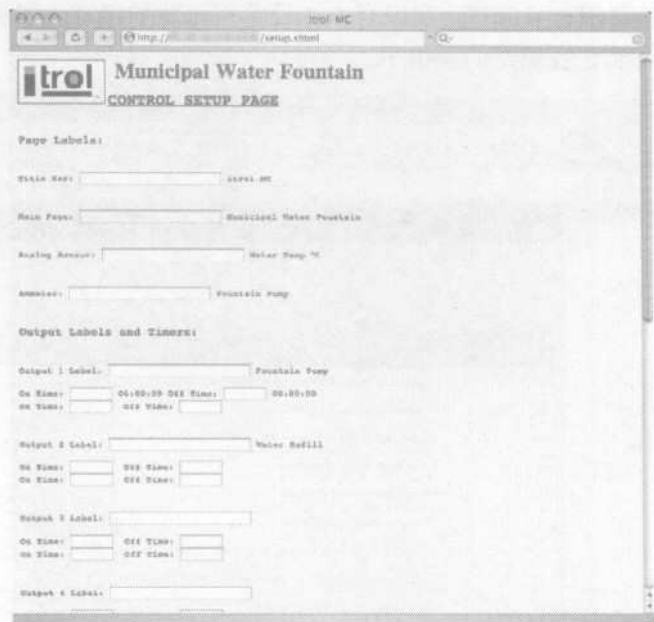 itrol MC
http:// /setup.shtml Q-
itrol Municipal Water Fountain
CONTROL SETUP PAGE
Page Labels:
Title Bar: itrol MC
Main Page: Municipal Water Fountain
Analog Sensor: Water Temp °C
Ammeter: Fountain Pump
Output Labels and Timers:
Output 1 Label: Fountain Pump
On Time: 06:00:00 Off Time: 00:00:00
On Time: Off Time:
Output 2 Label: Water Refill
On Time: Off Time:
On Time: Off Time:
Output 3 Label:
On Time: Off Time:
On Time: Off Time:
Output 4 Label: